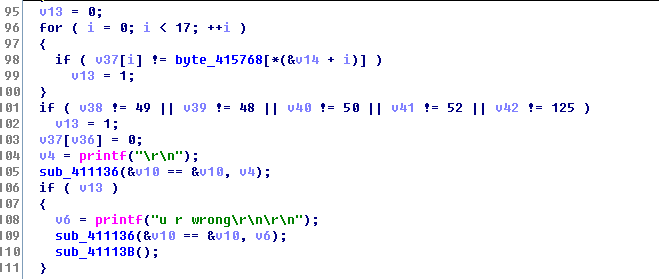 95 v13 = 0;
96 for ( i = 0; i < 17; ++i )
97 {
98 if ( v37[i] != byte_415768[*(&v14 + i)] )
99 v13 = 1;
100 }
101 if ( v38 != 49 || v39 != 48 || v40 != 50 || v41 != 52 || v42 != 125 )
102 v13 = 1;
103 v37[v36] = 0;
104 v4 = printf("\r\n");
105 sub_411136(&v10 == &v10, v4);
106 if ( v13 )
107 {
108 v6 = printf("u r wrong\r\n\r\n");
109 sub_411136(&v10 == &v10, v6);
110 sub_41113B();
111 }